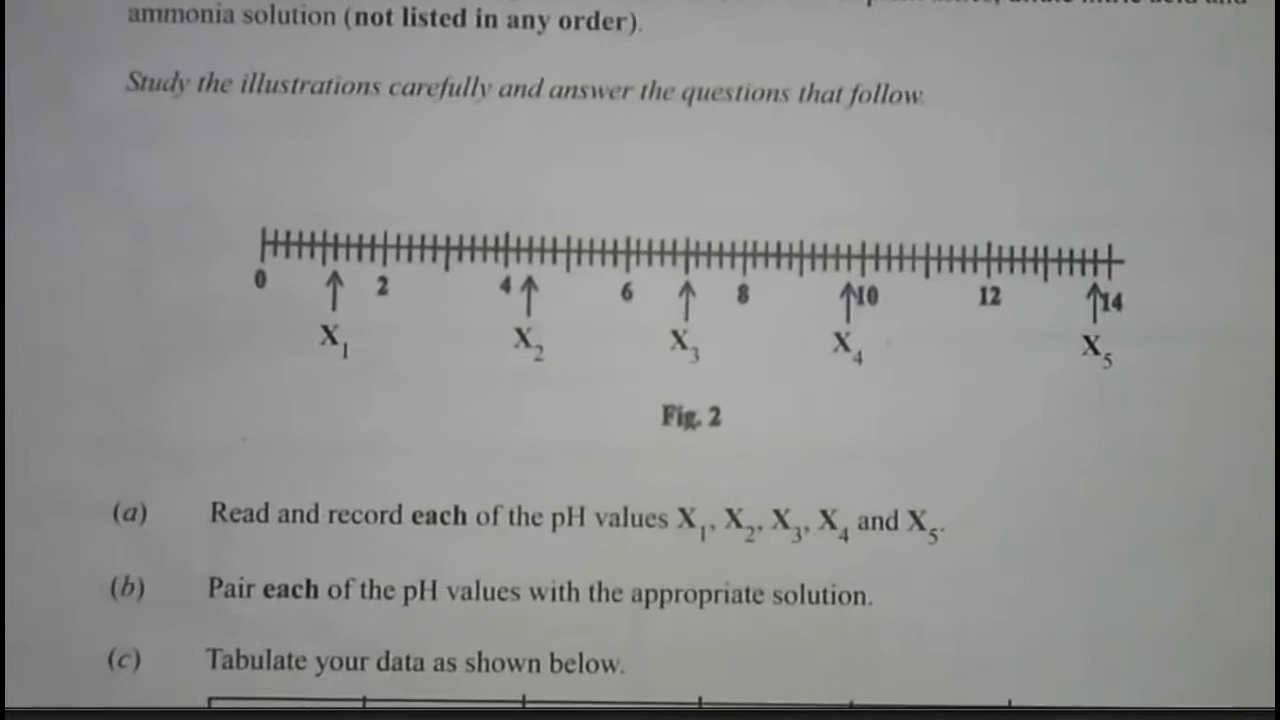 ammonia solution (not listed in any order).
Study the illustrations carefully and answer the questions that follow.
0 2 4 6 8 10 12 14
X₁ X₂ X₃ X₄ X₅
Fig. 2
(a) Read and record each of the pH values X₁, X₂, X₃, X₄ and X₅.
(b) Pair each of the pH values with the appropriate solution.
(c) Tabulate your data as shown below.